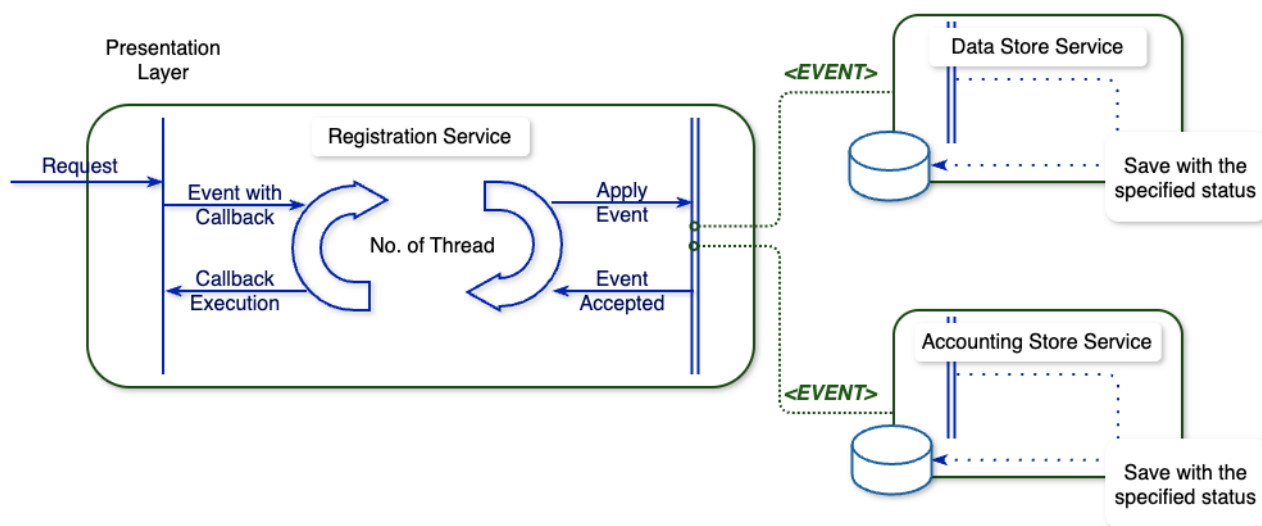 Presentation
Layer
Registration Service
Request
Event with
Callback
Callback
Execution
No. of Thread
Apply
Event
Event
Accepted
<EVENT>
Data Store Service
Save with the
specified status
<EVENT>
Accounting Store Service
Save with the
specified status